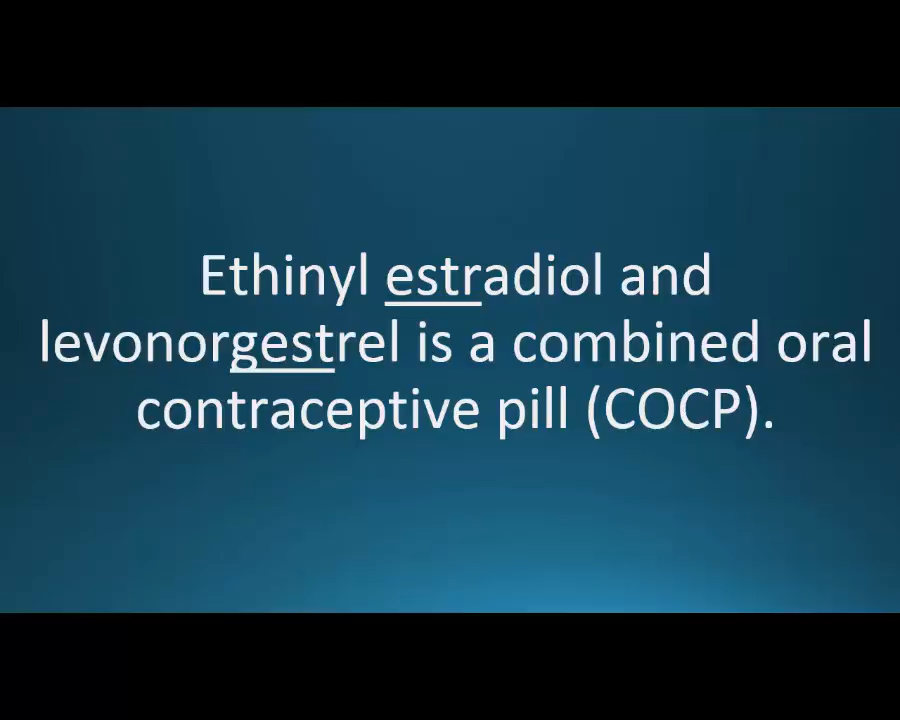 Ethinyl estradiol and
levonorgestrel is a combined oral
contraceptive pill (COCP).